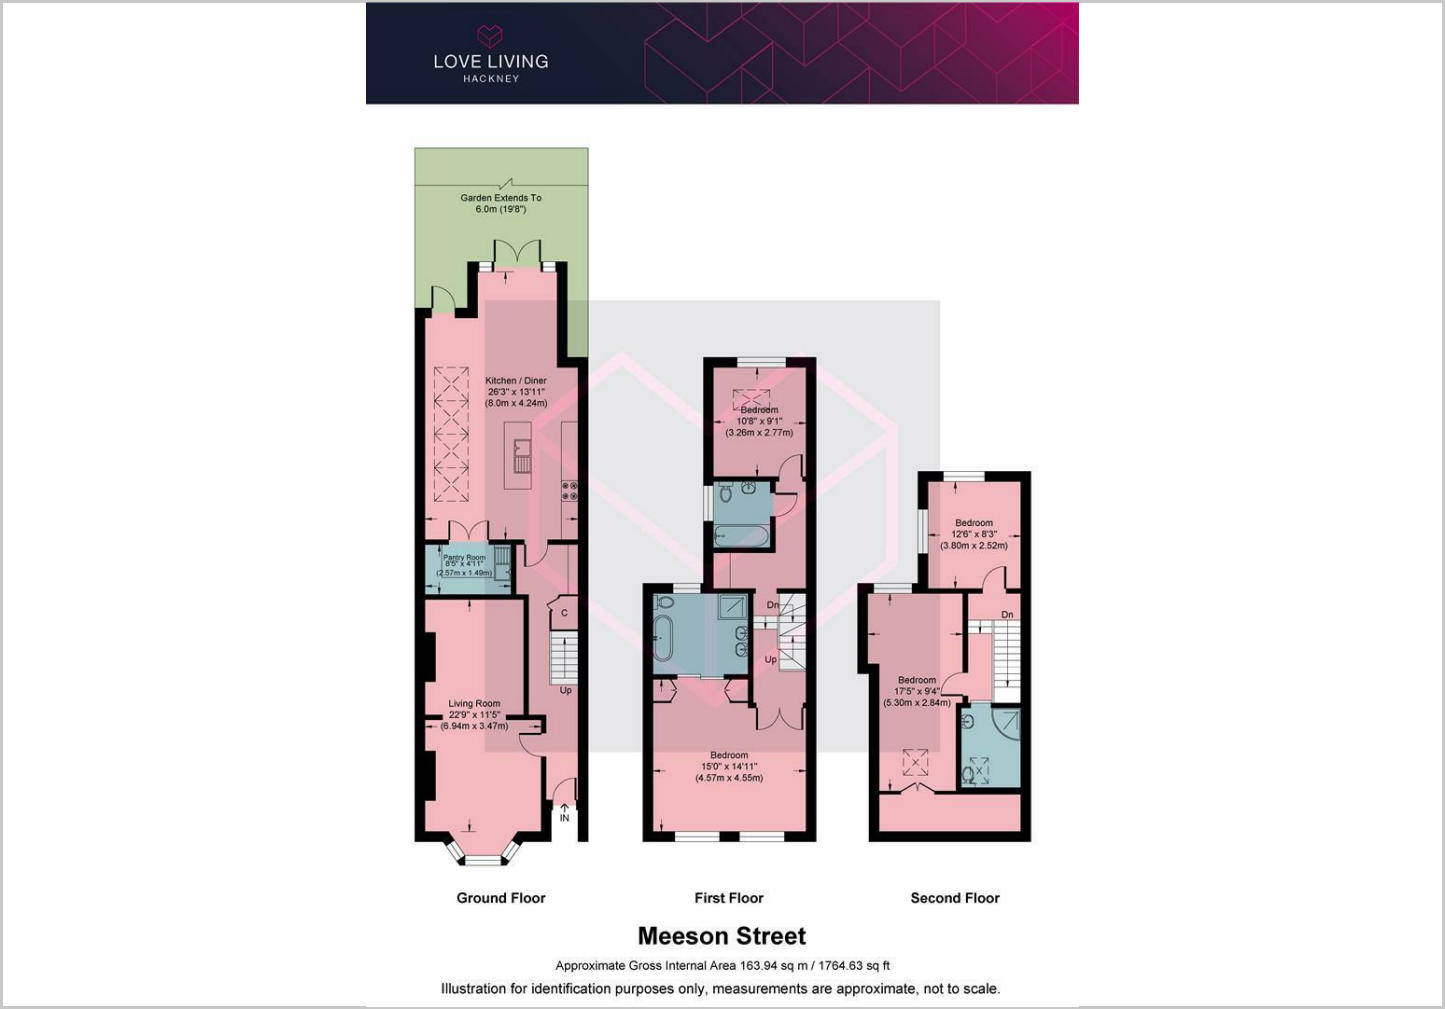 LOVE LIVING
HACKNEY
Garden Extends To
6.0m (19'8")
Kitchen / Diner
26'3" x 13'11"
(8.0m x 4.24m)
Pantry Room
8'5" x 4'11"
(2.57m x 1.49m)
C
Up
Living Room
22'9" x 11'5"
(6.94m x 3.47m)
IN
Ground Floor
Bedroom
10'8" x 9'1"
(3.26m x 2.77m)
Dn
Up
Bedroom
15'0" x 14'11"
(4.57m x 4.55m)
First Floor
Bedroom
12'6" x 8'3"
(3.80m x 2.52m)
Dn
Bedroom
17'5" x 9'4"
(5.30m x 2.84m)
Second Floor
Meeson Street
Approximate Gross Internal Area 163.94 sq m / 1764.63 sq ft
Illustration for identification purposes only, measurements are approximate, not to scale.